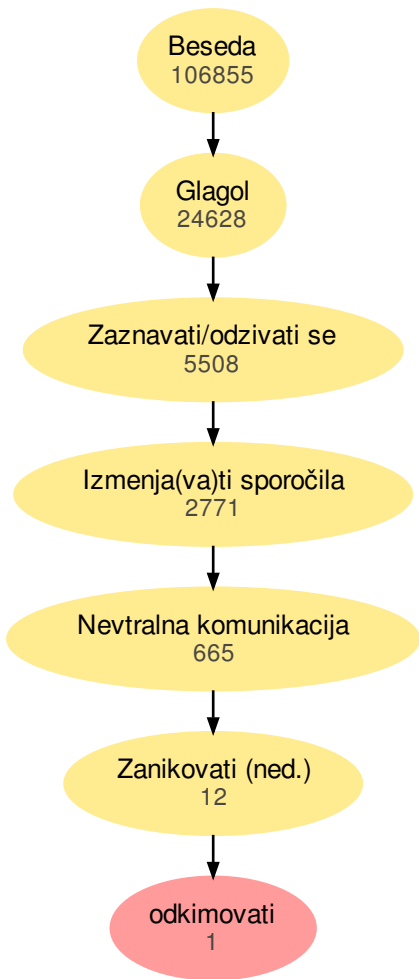 Beseda
106855
Glagol
24628
Zaznavati/odzivati se
5508
Izmenja(va)ti sporočila
2771
Nevtralna komunikacija
665
Zanikovati (ned.)
12
odkimovati
1